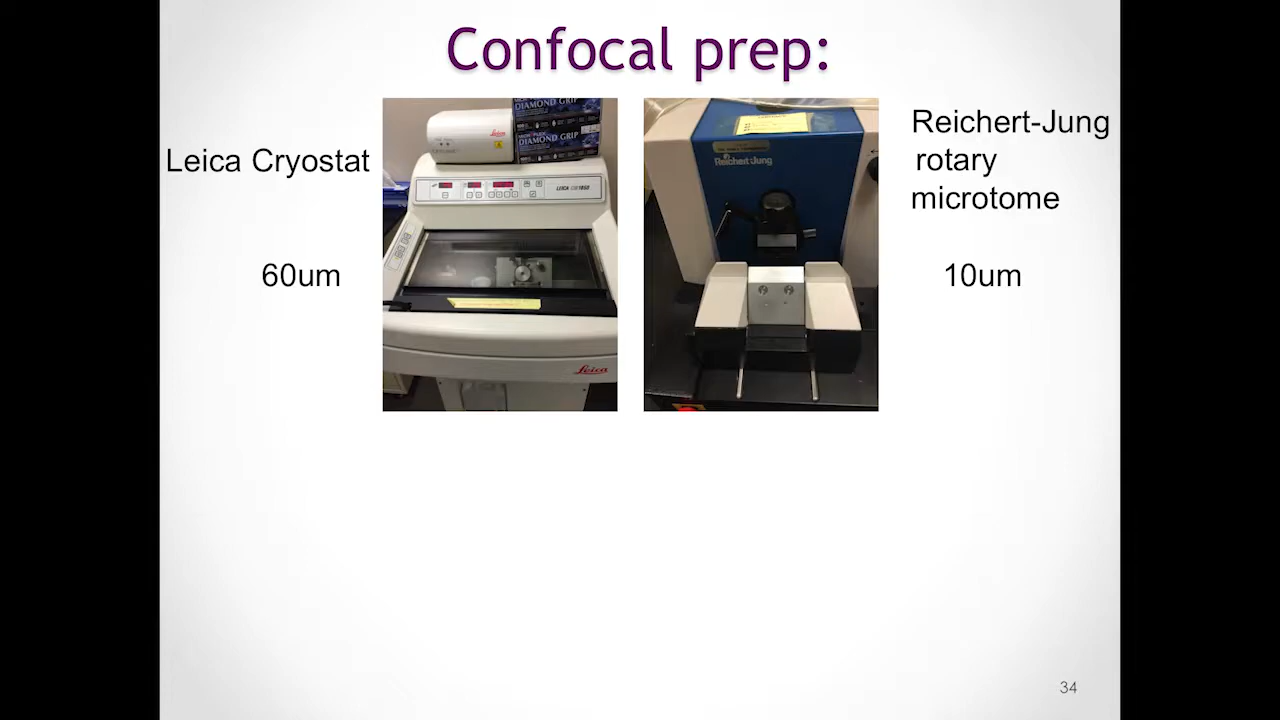 Confocal prep:
Leica Cryostat
60um
DIAMOND GRIP
DIAMOND GRIP
Leica
LEICA CM1850
Leica
Reichert-Jung
Reichert-Jung
rotary
microtome
10um
34